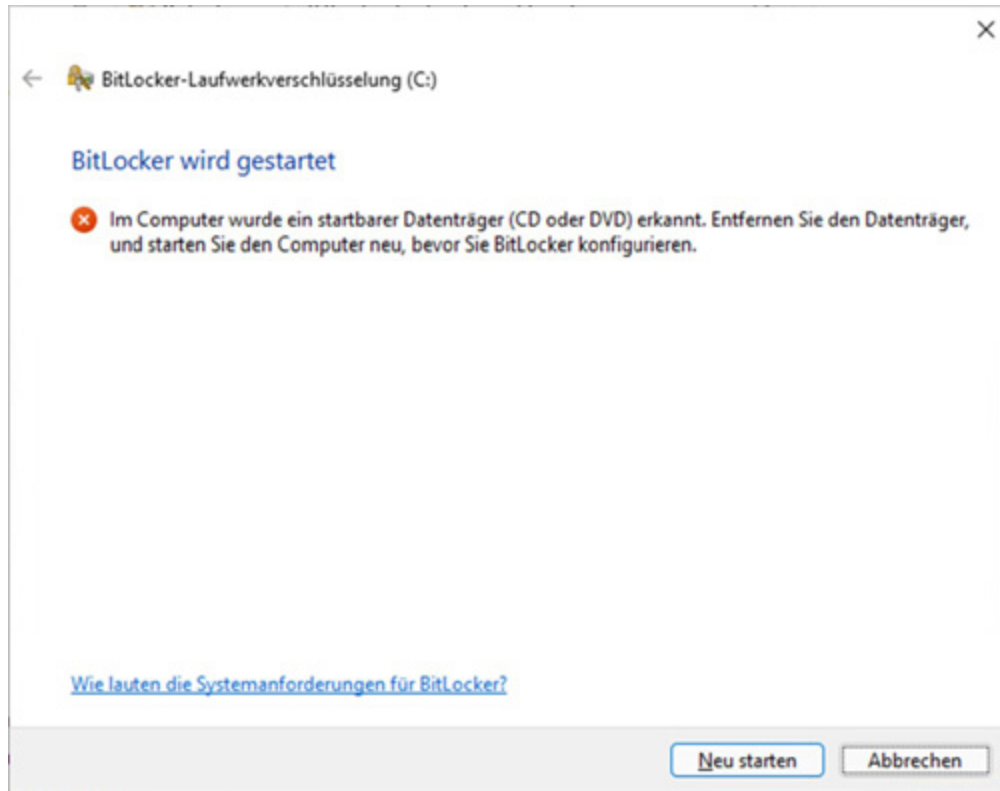 BitLocker-Laufwerkverschlüsselung (C:)
BitLocker wird gestartet
Im Computer wurde ein startbarer Datenträger (CD oder DVD) erkannt. Entfernen Sie den Datenträger,
und starten Sie den Computer neu, bevor Sie BitLocker konfigurieren.
Wie lauten die Systemanforderungen für BitLocker?
Neu starten
Abbrechen